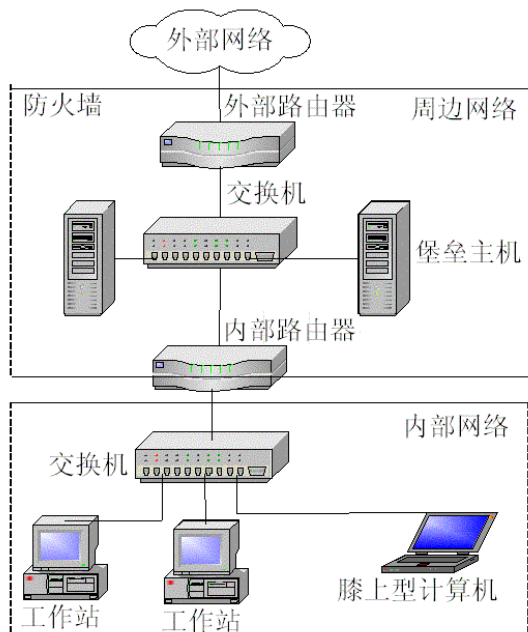 外部网络
防火墙
外部路由器
周边网络
交换机
堡垒主机
内部路由器
内部网络
交换机
工作站
工作站
膝上型计算机